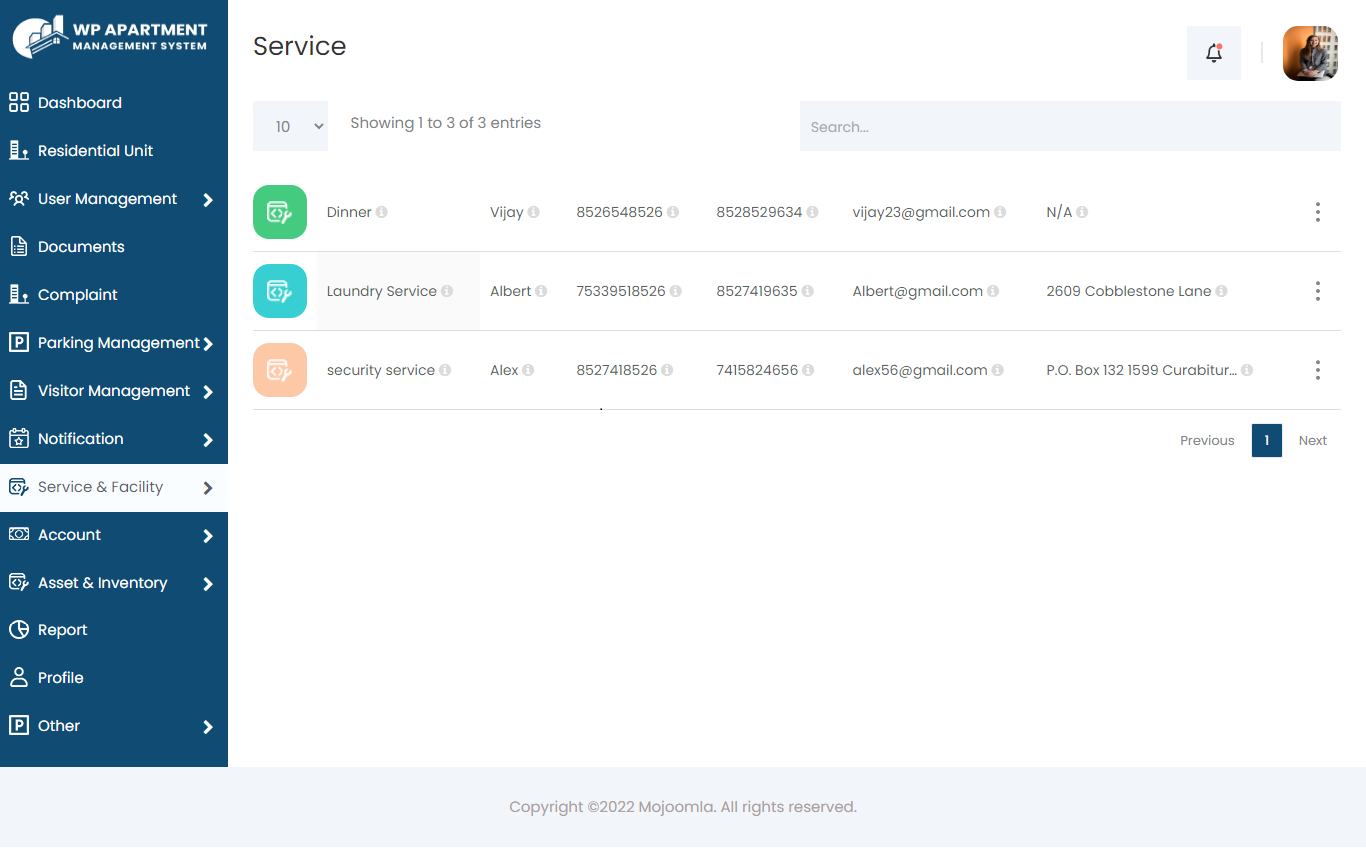 WP APARTMENT
MANAGEMENT SYSTEM
Dashboard
Residential Unit
User Management
Documents
Complaint
Parking Management
Visitor Management
Notification
Service & Facility
Account
Asset & Inventory
Report
Profile
Other
Service
10
Showing 1 to 3 of 3 entries
Search...
Dinner Vijay 8526548526 8528529634 vijay23@gmail.com N/A
Laundry Service Albert 75339518526 8527419635 Albert@gmail.com 2609 Cobblestone Lane
security service Alex 8527418526 7415824656 alex56@gmail.com P.O. Box 132 1599 Curabitur...
Previous 1 Next
Copyright ©2022 Mojoomla. All rights reserved.